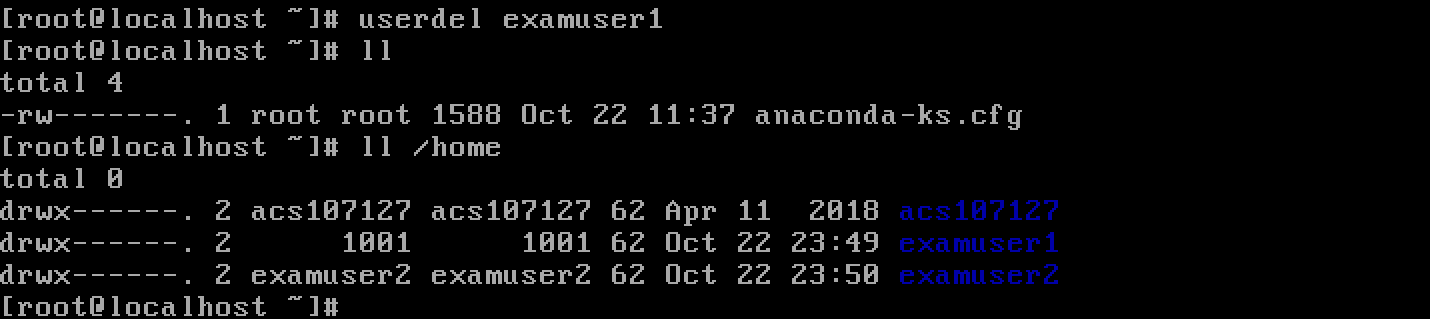 [root@localhost ~]# userdel examuser1
[root@localhost ~]# ll
total 4
-rw-------. 1 root root 1588 Oct 22 11:37 anaconda-ks.cfg
[root@localhost ~]# ll /home
total 0
drwx------. 2 acs107127 acs107127 62 Apr 11  2018 acs107127
drwx------. 2      1001      1001 62 Oct 22 23:49 examuser1
drwx------. 2 examuser2 examuser2 62 Oct 22 23:50 examuser2
[root@localhost ~]#